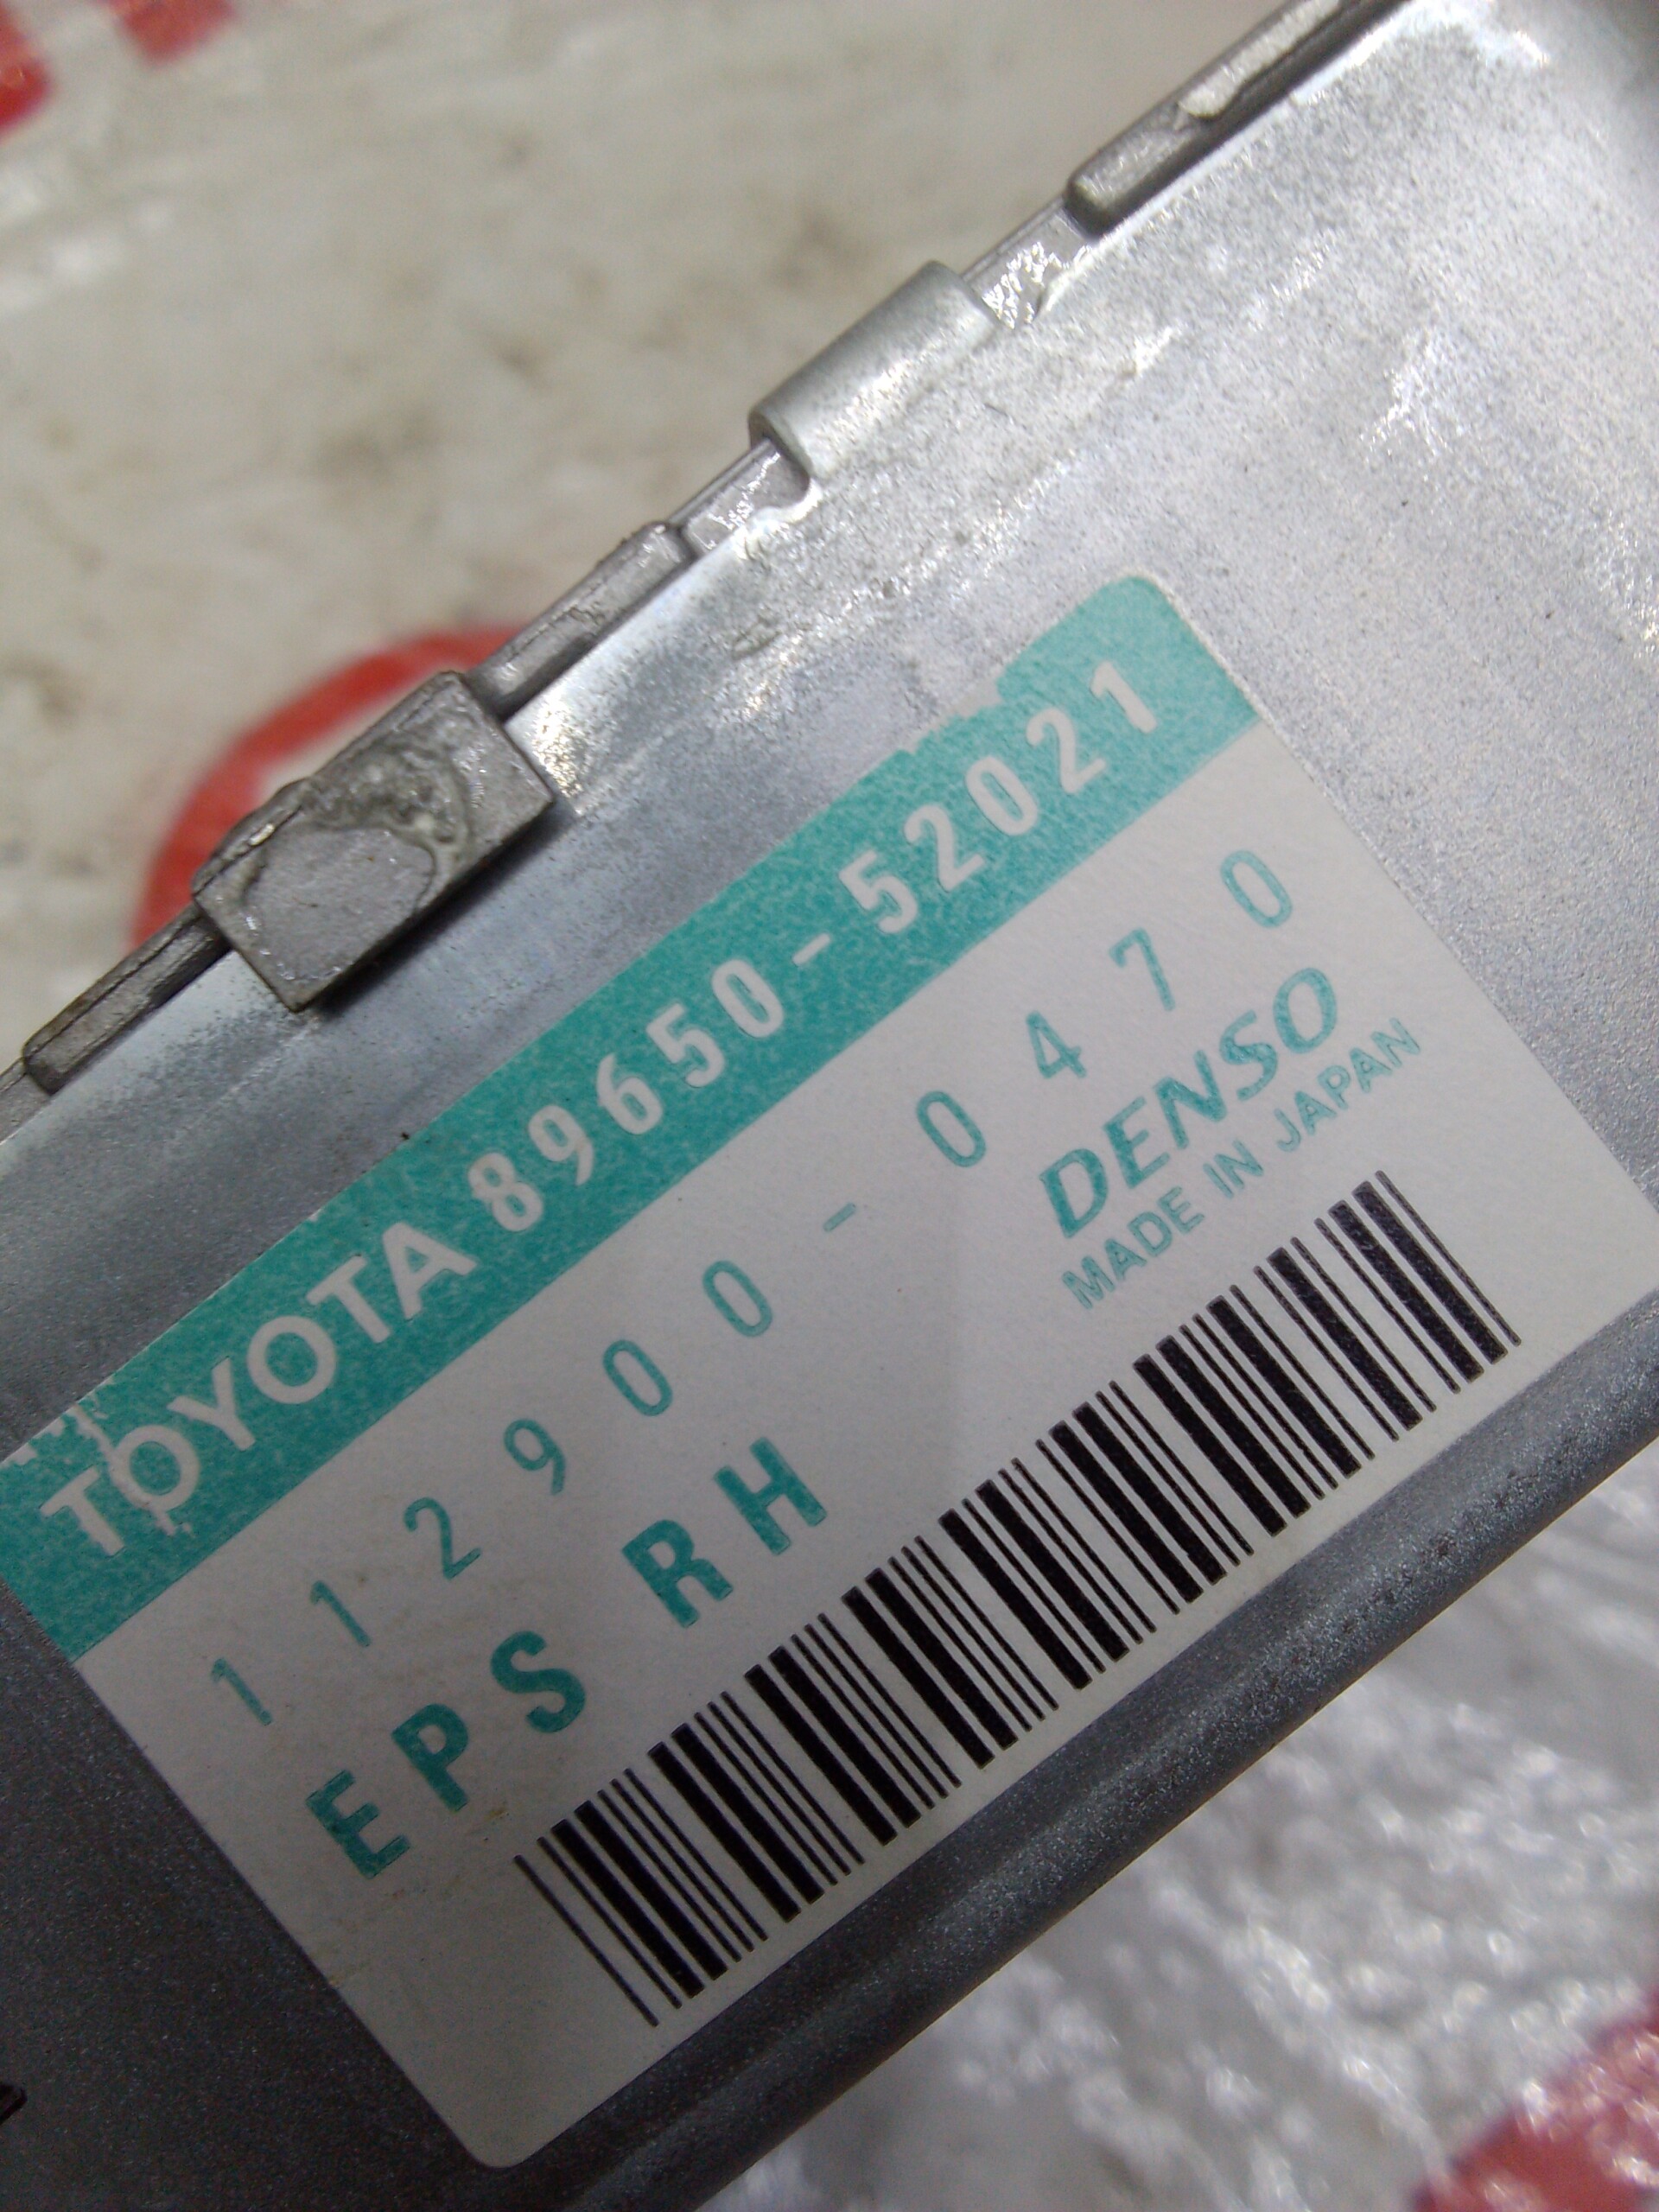 TOYOTA 89650-52021
112900-0470
EPS RH
DENSO
MADE IN JAPAN